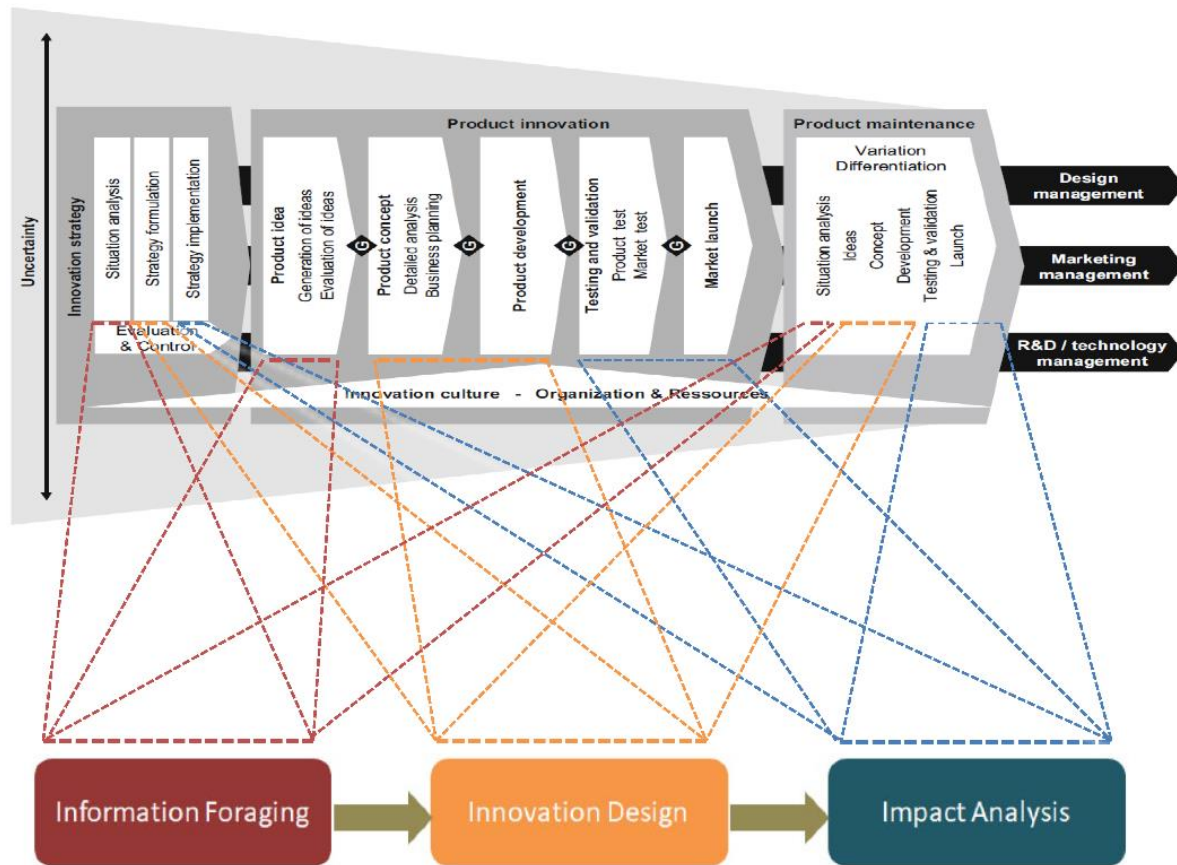 Uncertainty
Innovation strategy
Situation analysis
Strategy formulation
Strategy implementation
Evaluation
& Control
Product innovation
Product idea
Generation of ideas
Evaluation of ideas
G
Product concept
Detailed analysis
Business planning
G
Product development
G
Testing and validation
Product test
Market test
G
Market launch
Product maintenance
Variation
Differentiation
Situation analysis
Ideas
Concept
Development
Testing & validation
Launch
Design
management
Marketing
management
R&D / technology
management
Innovation culture - Organization & Ressources
Information Foraging
Innovation Design
Impact Analysis